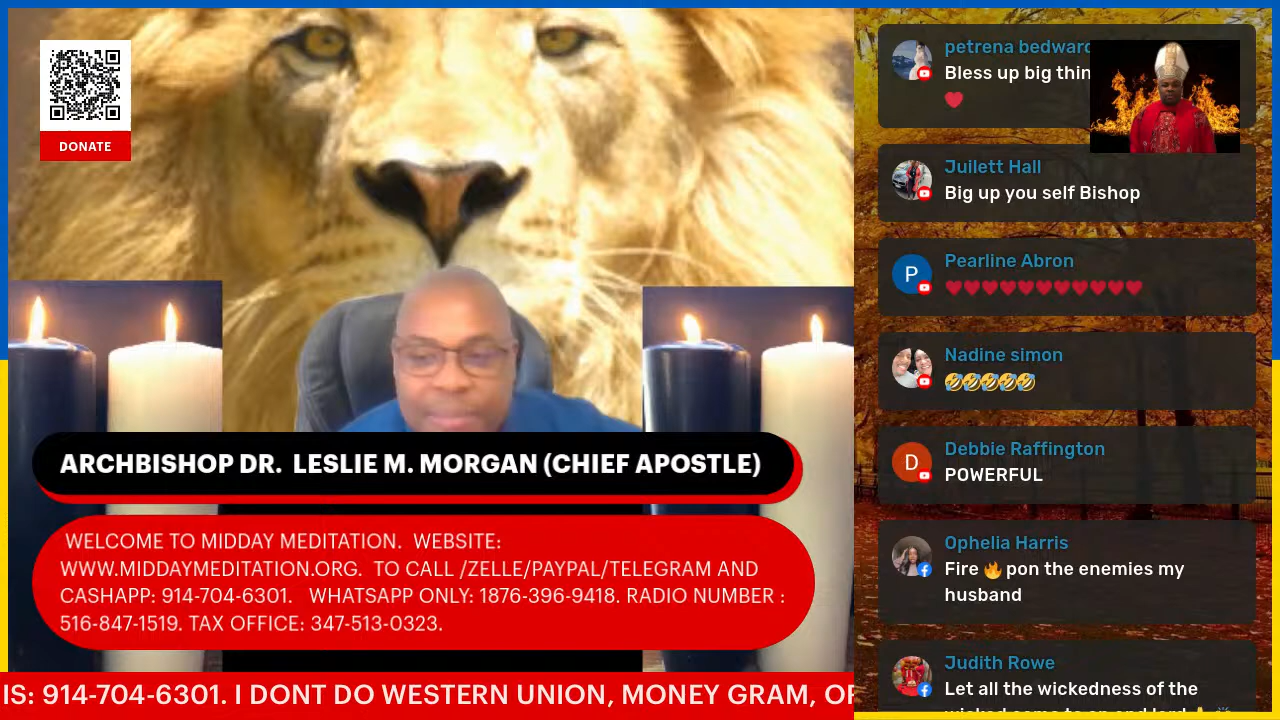 DONATE
ARCHBISHOP DR. LESLIE M. MORGAN (CHIEF APOSTLE)
WELCOME TO MIDDAY MEDITATION. WEBSITE:
WWW.MIDDAYMEDITATION.ORG. TO CALL /ZELLE/PAYPAL/TELEGRAM AND
CASHAPP: 914-704-6301. WHATSAPP ONLY: 1876-396-9418. RADIO NUMBER :
516-847-1519. TAX OFFICE: 347-513-0323.
IS: 914-704-6301. I DONT DO WESTERN UNION, MONEY GRAM,
petrena
Bless up big
Juilett Hall
Big up you self Bishop
P
Pearline Abron
❤️❤️❤️❤️❤️❤️❤️❤️❤️❤️❤️
Nadine simon
🤣🤣🤣🤣🤣
D
Debbie Raffington
POWERFUL
Ophelia Harris
Fire 🔥 pon the enemies my
husband
Judith Rowe
Let all the wickedness of the